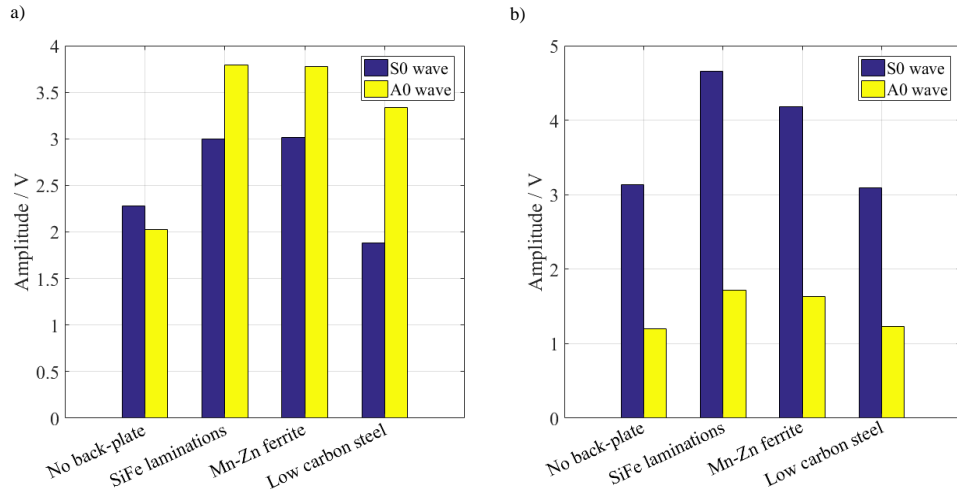 a)
4
3.5
3
2.5
2
1.5
1
0.5
0
Amplitude / V
S0 wave
A0 wave
No back-plate
SiFe laminations
Mn-Zn ferrite
Low carbon steel
b)
5
4
3
2
1
0
Amplitude / V
S0 wave
A0 wave
No back-plate
SiFe laminations
Mn-Zn ferrite
Low carbon steel